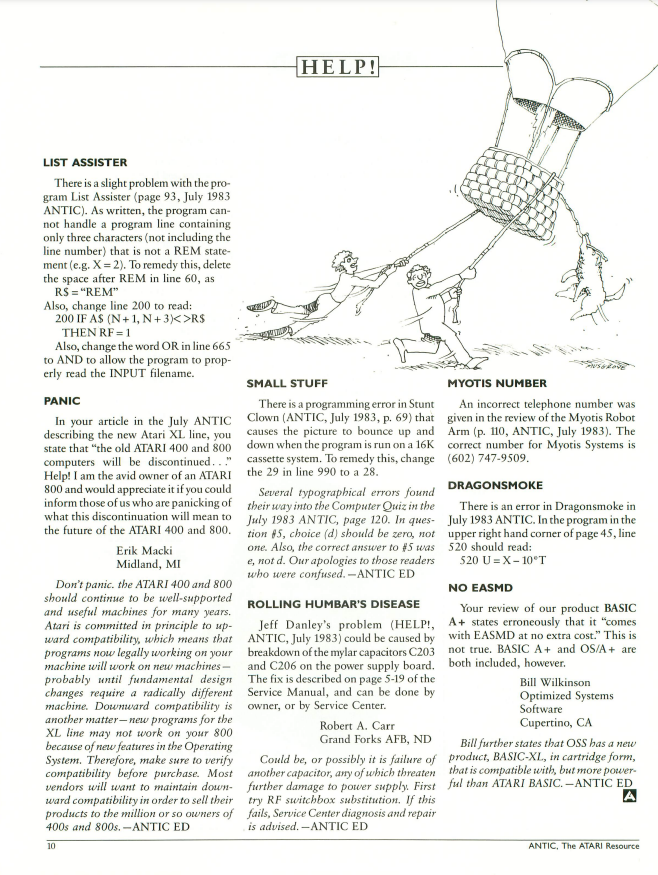 HELP!
LIST ASSISTER
There is a slight problem with the pro-
gram List Assister (page 93, July 1983
ANTIC). As written, the program can-
not handle a program line containing
only three characters (not including the
line number) that is not a REM state-
ment (e.g. X = 2). To remedy this, delete
the space after REM in line 60, as
R$ = "REM"
Also, change line 200 to read:
200 IF A$ (N + 1, N + 3)< >R$
THEN RF = 1
Also, change the word OR in line 665
to AND to allow the program to prop-
erly read the INPUT filename.
PANIC
In your article in the July ANTIC
describing the new Atari XL line, you
state that "the old ATARI 400 and 800
computers will be discontinued. . ."
Help! I am the avid owner of an ATARI
800 and would appreciate it if you could
inform those of us who are panicking of
what this discontinuation will mean to
the future of the ATARI 400 and 800.
Erik Macki
Midland, MI
Don't panic. the ATARI 400 and 800
should continue to be well-supported
and useful machines for many years.
Atari is committed in principle to up-
ward compatibility, which means that
programs now legally working on your
machine will work on new machines—
probably until fundamental design
changes require a radically different
machine. Downward compatibility is
another matter—new programs for the
XL line may not work on your 800
because of new features in the Operating
System. Therefore, make sure to verify
compatibility before purchase. Most
vendors will want to maintain down-
ward compatibility in order to sell their
products to the million or so owners of
400s and 800s.—ANTIC ED
SMALL STUFF
There is a programming error in Stunt
Clown (ANTIC, July 1983, p. 69) that
causes the picture to bounce up and
down when the program is run on a 16K
cassette system. To remedy this, change
the 29 in line 990 to a 28.
Several typographical errors found
their way into the Computer Quiz in the
July 1983 ANTIC, page 120. In ques-
tion #5, choice (d) should be zero, not
one. Also, the correct answer to #5 was
e, not d. Our apologies to those readers
who were confused.—ANTIC ED
ROLLING HUMBAR'S DISEASE
Jeff Danley's problem (HELP!,
ANTIC, July 1983) could be caused by
breakdown of the mylar capacitors C203
and C206 on the power supply board.
The fix is described on page 5-19 of the
Service Manual, and can be done by
owner, or by Service Center.
Robert A. Carr
Grand Forks AFB, ND
Could be, or possibly it is failure of
another capacitor, any of which threaten
further damage to power supply. First
try RF switchbox substitution. If this
fails, Service Center diagnosis and repair
is advised.—ANTIC ED
MUSGROVE
MYOTIS NUMBER
An incorrect telephone number was
given in the review of the Myotis Robot
Arm (p. 110, ANTIC, July 1983). The
correct number for Myotis Systems is
(602) 747-9509.
DRAGONSMOKE
There is an error in Dragonsmoke in
July 1983 ANTIC. In the program in the
upper right hand corner of page 45, line
520 should read:
520 U = X – 10*T
NO EASMD
Your review of our product BASIC
A+ states erroneously that it "comes
with EASMD at no extra cost." This is
not true. BASIC A+ and OS/A+ are
both included, however.
Bill Wilkinson
Optimized Systems
Software
Cupertino, CA
Bill further states that OSS has a new
product, BASIC-XL, in cartridge form,
that is compatible with, but more power-
ful than ATARI BASIC.—ANTIC ED
A
10
ANTIC, The ATARI Resource